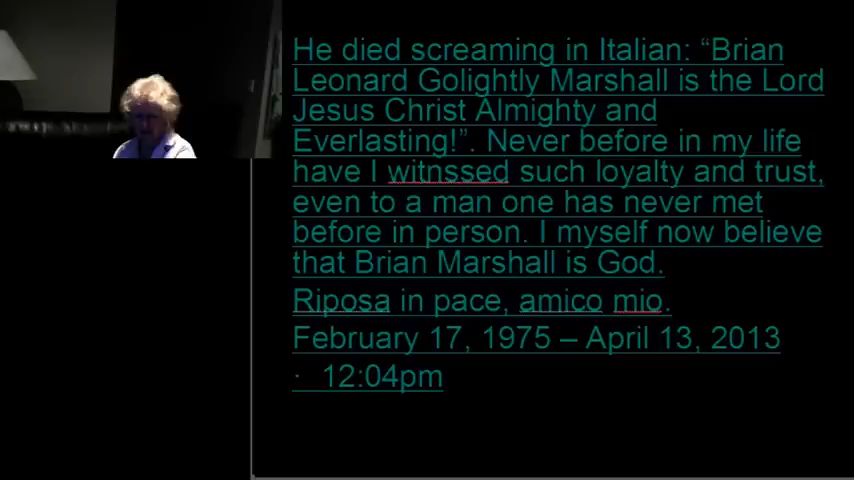 He died screaming in Italian: “Brian
Leonard Golightly Marshall is the Lord
Jesus Christ Almighty and
Everlasting!”. Never before in my life
have I witnssed such loyalty and trust,
even to a man one has never met
before in person. I myself now believe
that Brian Marshall is God.
Riposa in pace, amico mio.
February 17, 1975 – April 13, 2013
· 12:04pm